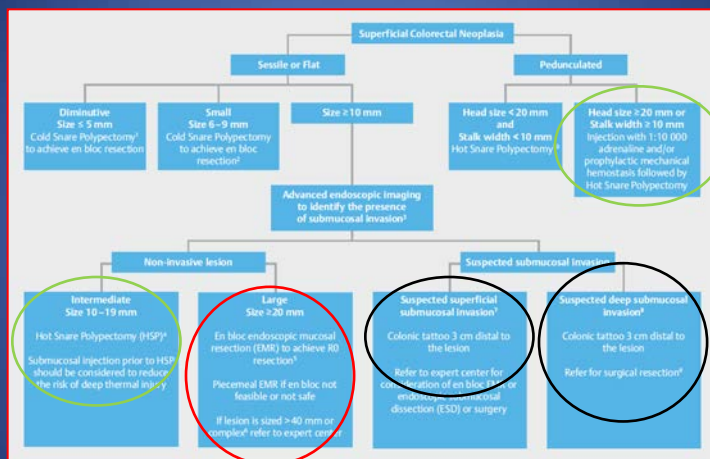 Superficial Colorectal Neoplasia
Sessile or Flat
Pedunculated
Diminutive
Size ≤ 5 mm
Cold Snare Polypectomy¹
to achieve en bloc resection
Small
Size 6–9 mm
Cold Snare Polypectomy
to achieve en bloc
resection²
Size ≥10 mm
Head size <20 mm
and
Stalk width <10 mm
Hot Snare Polypectomy
Head size ≥20 mm or
Stalk width ≥10 mm
Injection with 1:10 000
adrenaline and/or
prophylactic mechanical
hemostasis followed by
Hot Snare Polypectomy
Advanced endoscopic imaging
to identify the presence
of submucosal invasion³
Non-invasive lesion
Suspected submucosal invasion
Intermediate
Size 10–19 mm
Hot Snare Polypectomy (HSP)⁴
Submucosal injection prior to HSP
should be considered to reduce
the risk of deep thermal injury
Large
Size ≥20 mm
En bloc endoscopic mucosal
resection (EMR) to achieve R0
resection⁵
Piecemeal EMR if en bloc not
feasible or not safe
If lesion is sized >40 mm or
complex⁶ refer to expert center
Suspected superficial
submucosal invasion⁷
Colonic tattoo 3 cm distal to
the lesion
Refer to expert center for
consideration of en bloc EMR or
endoscopic submucosal
dissection (ESD) or surgery
Suspected deep submucosal
invasion⁸
Colonic tattoo 3 cm distal to
the lesion
Refer for surgical resection⁸